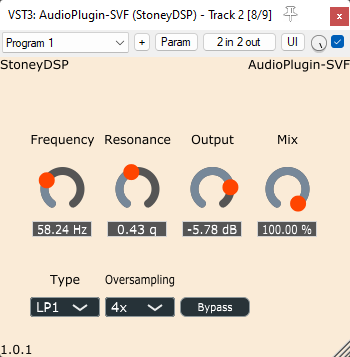 VST3: AudioPlugin-SVF (StoneyDSP) - Track 2 [8/9]
x
Program 1 + Param 2 in 2 out UI
StoneyDSP AudioPlugin-SVF
Frequency Resonance Output Mix
58.24 Hz 0.43 q -5.78 dB 100.00 %
Type Oversampling
LP1 4x Bypass
1.0.1